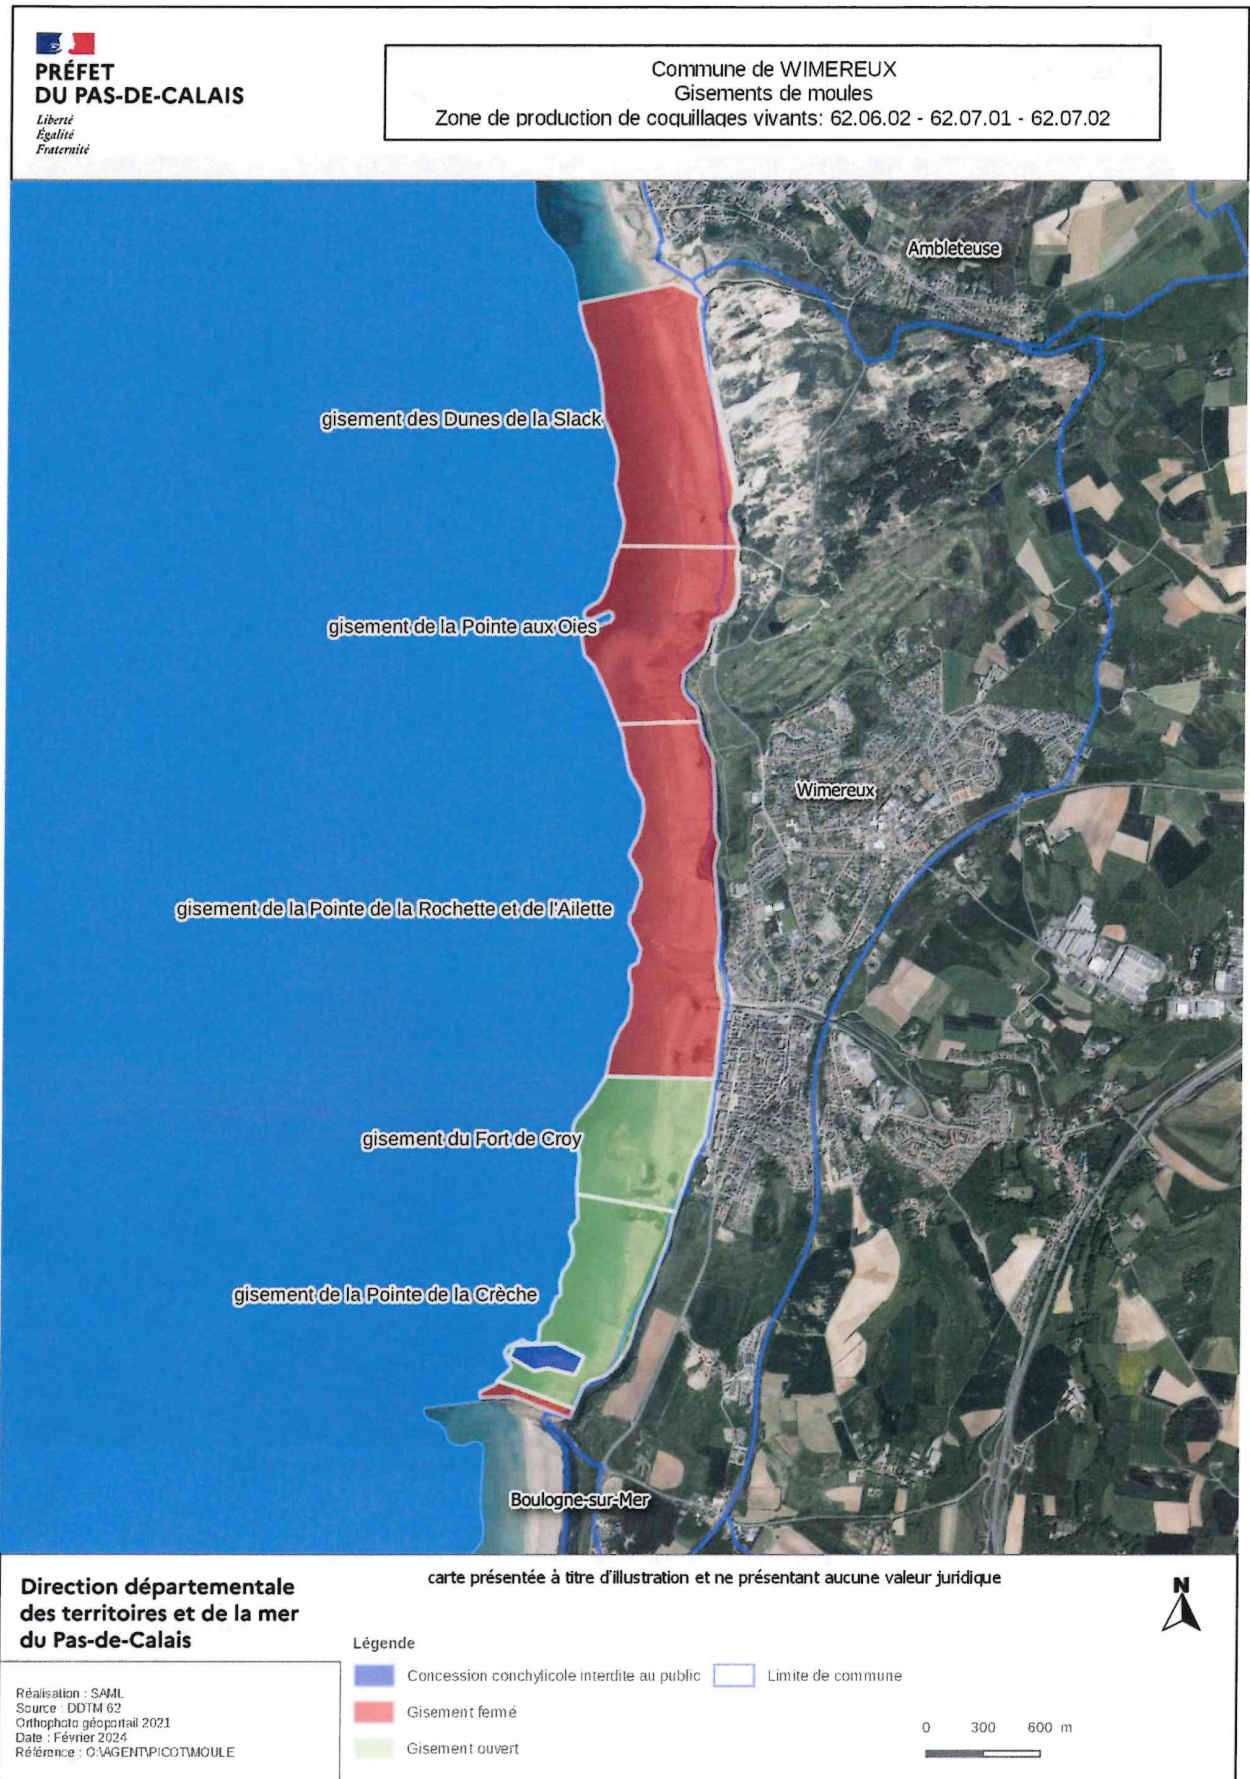 PRÉFET
DU PAS-DE-CALAIS
Liberté
Égalité
Fraternité
Commune de WIMEREUX
Gisements de moules
Zone de production de coquillages vivants: 62.06.02 - 62.07.01 - 62.07.02
Ambleteuse
gisement des Dunes de la Slack
gisement de la Pointe aux Oies
Wimereux
gisement de la Pointe de la Rochette et de l'Ailette
gisement du Fort de Croy
gisement de la Pointe de la Crèche
Boulogne-sur-Mer
Direction départementale
des territoires et de la mer
du Pas-de-Calais
carte présentée à titre d'illustration et ne présentant aucune valeur juridique
N
Légende
Concession conchylicole interdite au public
Limite de commune
Gisement fermé
Gisement ouvert
0 300 600 m
Réalisation : SAML
Source : DDTM 62
Orthophoto géoportail 2021
Date : Février 2024
Référence : O:\AGENT\PICOT\MOULE